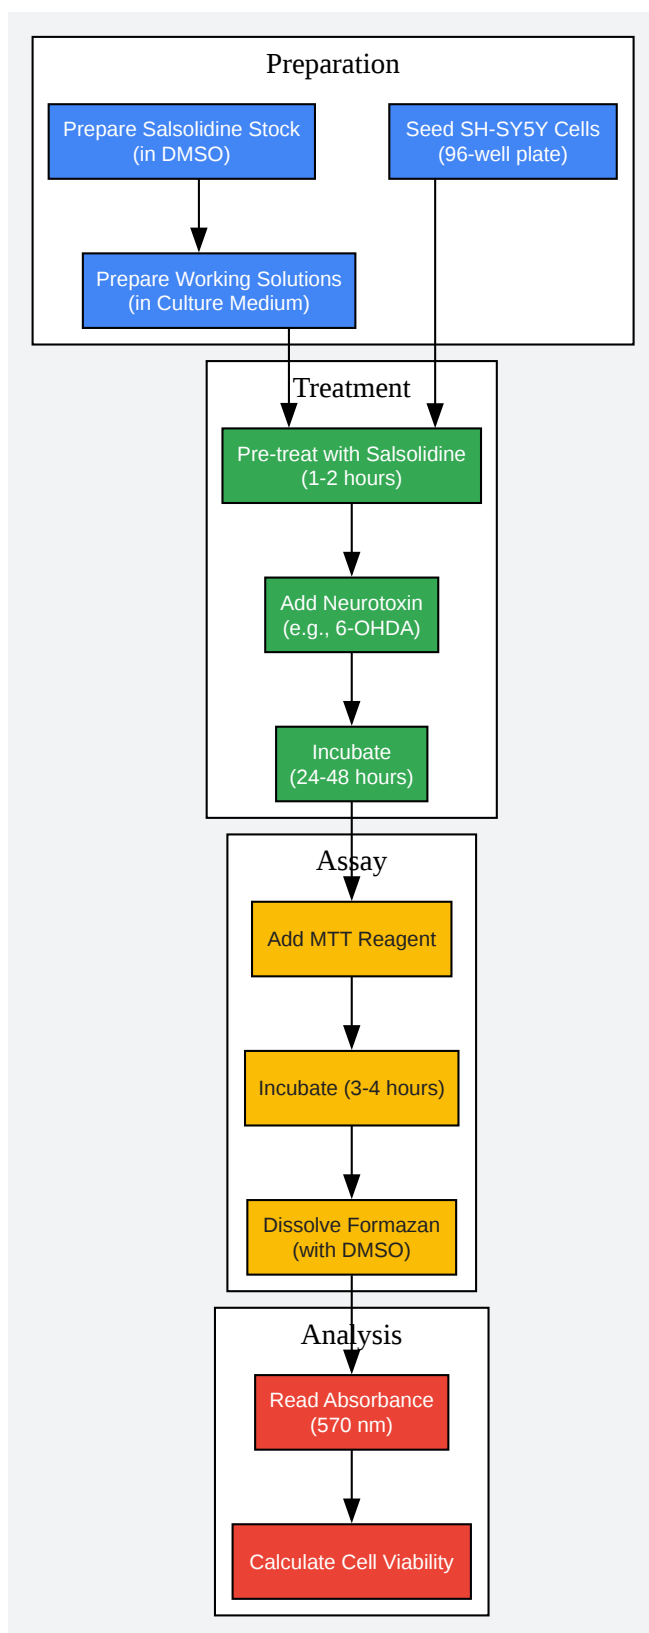 Preparation
Prepare Salsolidine Stock
(in DMSO)
Seed SH-SY5Y Cells
(96-well plate)
Prepare Working Solutions
(in Culture Medium)
Treatment
Pre-treat with Salsolidine
(1-2 hours)
Add Neurotoxin
(e.g., 6-OHDA)
Incubate
(24-48 hours)
Assay
Add MTT Reagent
Incubate (3-4 hours)
Dissolve Formazan
(with DMSO)
Analysis
Read Absorbance
(570 nm)
Calculate Cell Viability